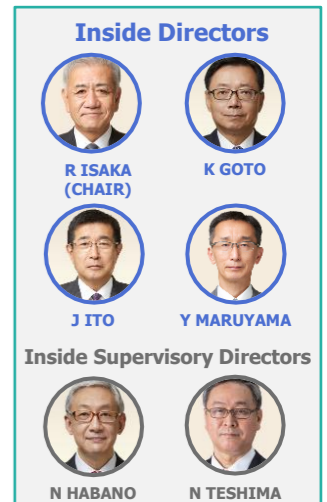 Inside Directors
R ISAKA
(CHAIR)
K GOTO
J ITO
Y MARUYAMA
Inside Supervisory Directors
N HABANO
N TESHIMA